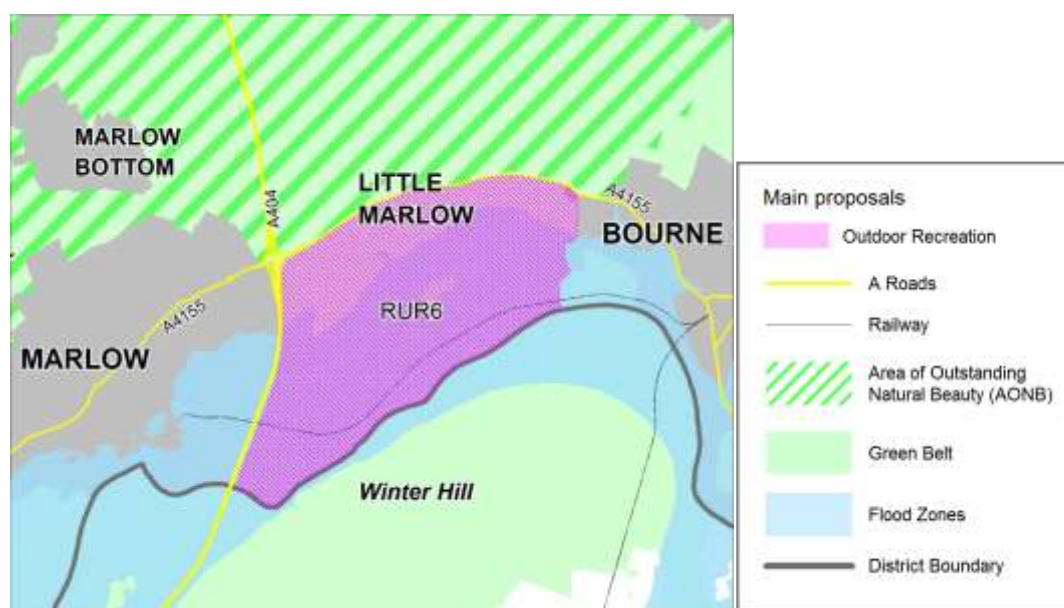 MARLOW
BOTTOM
A404
LITTLE
MARLOW
A4155
BOURNE
RUR6
A4155
MARLOW
Winter Hill
Main proposals
Outdoor Recreation
A Roads
Railway
Area of Outstanding
Natural Beauty (AONB)
Green Belt
Flood Zones
District Boundary